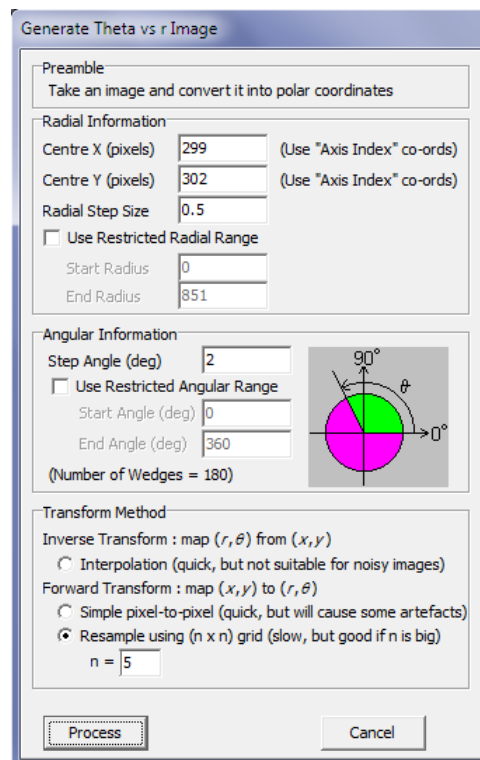 Generate Theta vs r Image
Preamble
Take an image and convert it into polar coordinates
Radial Information
Centre X (pixels) 299 (Use "Axis Index" co-ords)
Centre Y (pixels) 302 (Use "Axis Index" co-ords)
Radial Step Size 0.5
Use Restricted Radial Range
Start Radius 0
End Radius 851
Angular Information
Step Angle (deg) 2
Use Restricted Angular Range
Start Angle (deg) 0
End Angle (deg) 360
(Number of Wedges = 180)
90°
θ
0°
Transform Method
Inverse Transform : map (r,θ) from (x,y)
Interpolation (quick, but not suitable for noisy images)
Forward Transform : map (x,y) to (r,θ)
Simple pixel-to-pixel (quick, but will cause some artefacts)
Resample using (n x n) grid (slow, but good if n is big)
n = 5
Process Cancel